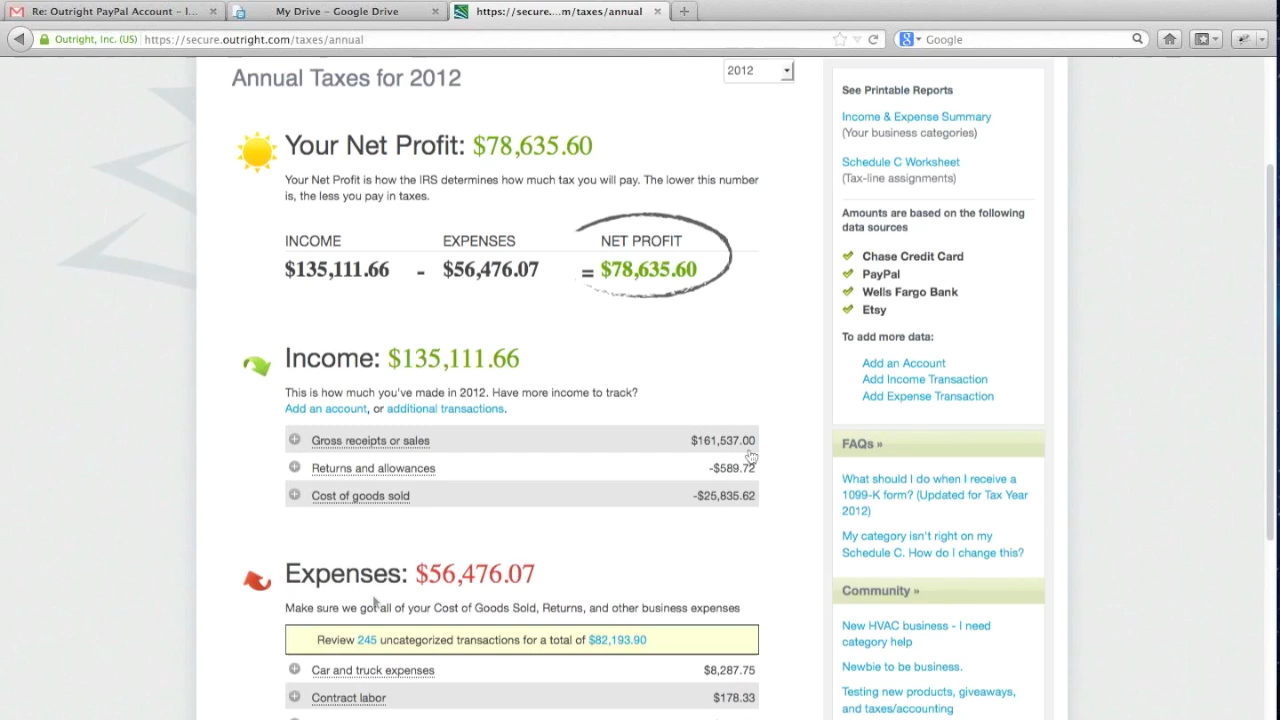 Re: Outright PayPal Account – I...
My Drive – Google Drive
https://secure....m/taxes/annual
Outright, Inc. (US)
https://secure.outright.com/taxes/annual
Google
Annual Taxes for 2012
2012
Your Net Profit: $78,635.60
Your Net Profit is how the IRS determines how much tax you will pay. The lower this number
is, the less you pay in taxes.
INCOME EXPENSES NET PROFIT
$135,111.66 - $56,476.07 = $78,635.60
Income: $135,111.66
This is how much you've made in 2012. Have more income to track?
Add an account, or additional transactions.
Gross receipts or sales $161,537.00
Returns and allowances -$589.72
Cost of goods sold -$25,835.62
Expenses: $56,476.07
Make sure we got all of your Cost of Goods Sold, Returns, and other business expenses
Review 245 uncategorized transactions for a total of $82,193.90
Car and truck expenses $8,287.75
Contract labor $178.33
See Printable Reports
Income & Expense Summary
(Your business categories)
Schedule C Worksheet
(Tax-line assignments)
Amounts are based on the following
data sources
Chase Credit Card
PayPal
Wells Fargo Bank
Etsy
To add more data:
Add an Account
Add Income Transaction
Add Expense Transaction
FAQs »
What should I do when I receive a
1099-K form? (Updated for Tax Year
2012)
My category isn't right on my
Schedule C. How do I change this?
Community »
New HVAC business - I need
category help
Newbie to be business.
Testing new products, giveaways,
and taxes/accounting